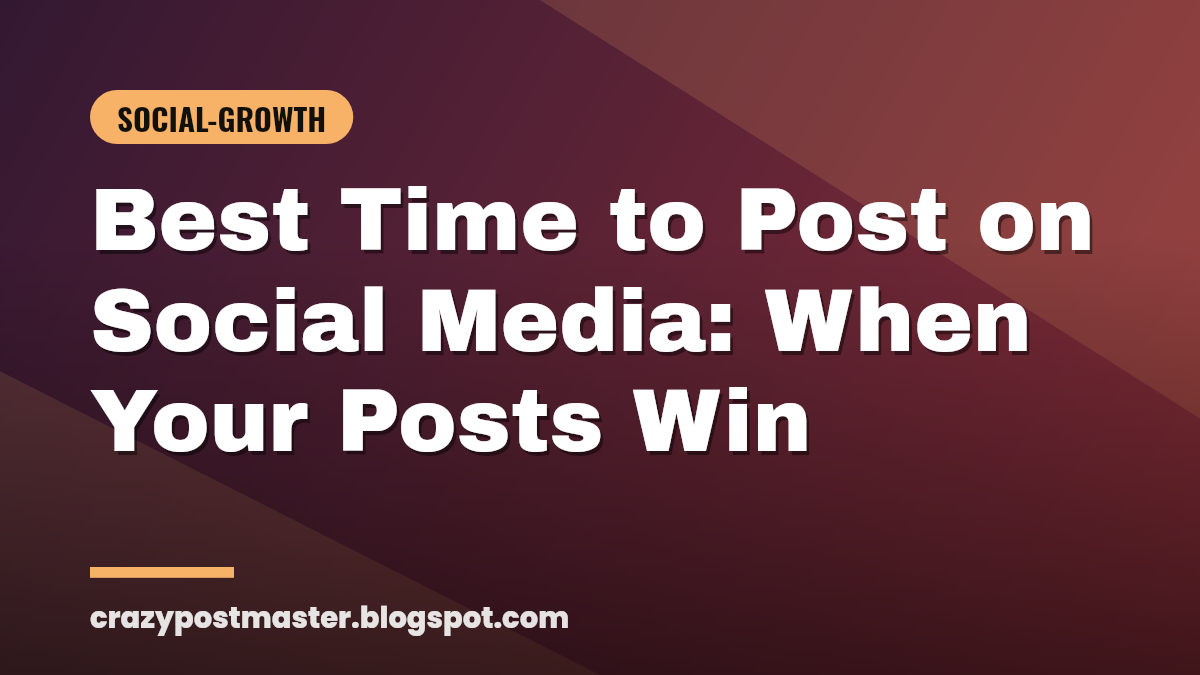 SOCIAL-GROWTH
Best Time to Post on
Social Media: When
Your Posts Win
crazypostmaster.blogspot.com